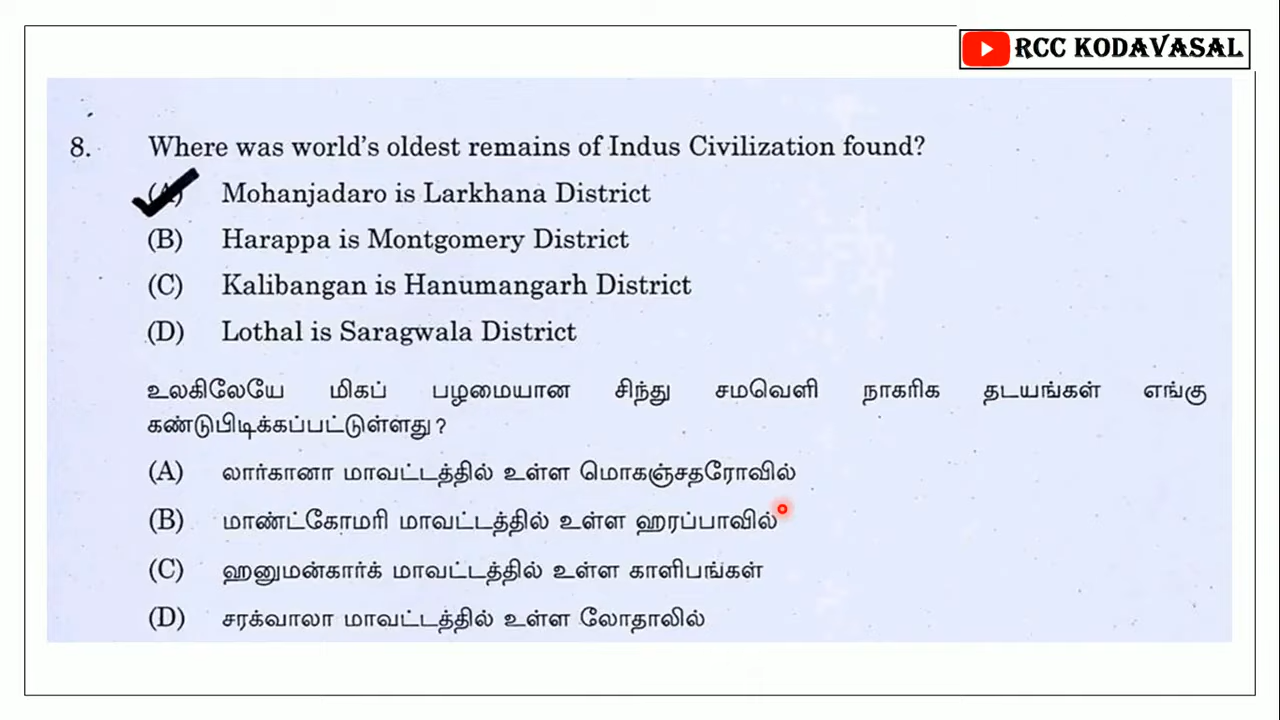 RCC KODAVASAL
8. Where was world's oldest remains of Indus Civilization found?
(A) Mohanjadaro is Larkhana District
(B) Harappa is Montgomery District
(C) Kalibangan is Hanumangarh District
(D) Lothal is Saragwala District
உலகிலேயே மிகப் பழமையான சிந்து சமவெளி நாகரிக தடயங்கள் எங்கு
கண்டுபிடிக்கப்பட்டுள்ளது?
(A) லார்கானா மாவட்டத்தில் உள்ள மொகஞ்சதரோவில்
(B) மாண்ட்கோமரி மாவட்டத்தில் உள்ள ஹரப்பாவில்
(C) ஹனுமன்கார்க் மாவட்டத்தில் உள்ள காளிபங்கள்
(D) சரக்வாலா மாவட்டத்தில் உள்ள லோதாலில்